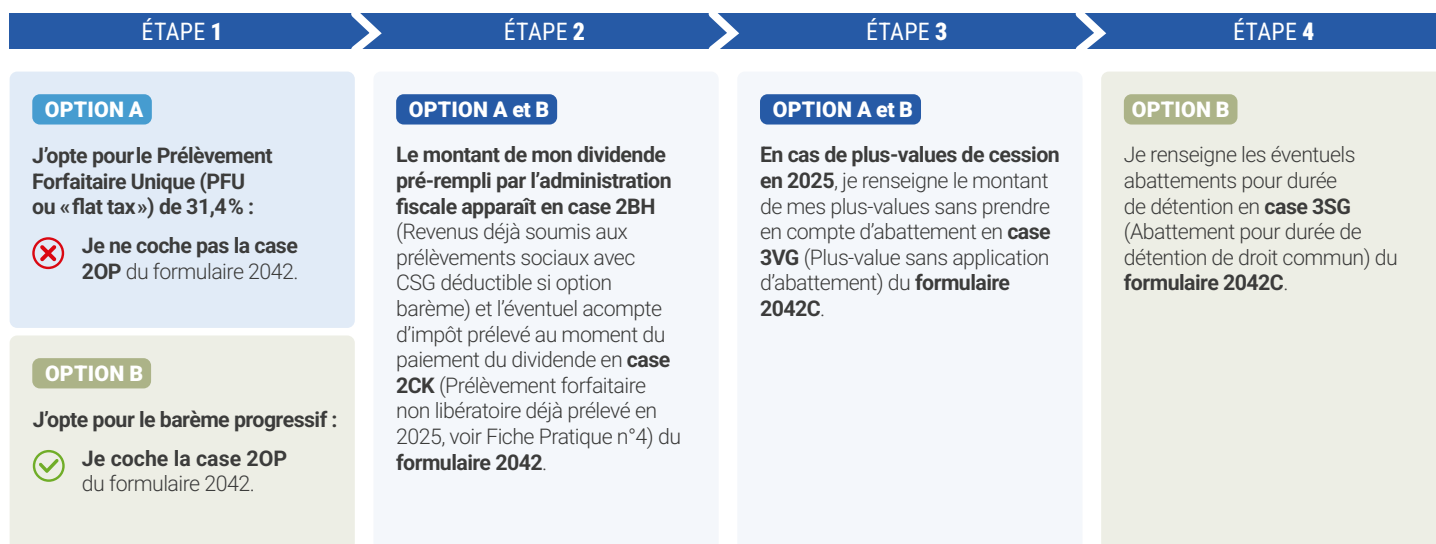 ÉTAPE 1
ÉTAPE 2
ÉTAPE 3
ÉTAPE 4
OPTION A
J’opte pour le Prélèvement
Forfaitaire Unique (PFU
ou «flat tax») de 31,4% :
Je ne coche pas la case
2OP du formulaire 2042.
OPTION B
J’opte pour le barème progressif :
Je coche la case 2OP
du formulaire 2042.
OPTION A et B
Le montant de mon dividende
pré-rempli par l’administration
fiscale apparaît en case 2BH
(Revenus déjà soumis aux
prélèvements sociaux avec
CSG déductible si option
barème) et l’éventuel acompte
d’impôt prélevé au moment du
paiement du dividende en case
2CK (Prélèvement forfaitaire
non libératoire déjà prélevé en
2025, voir Fiche Pratique n°4) du
formulaire 2042.
OPTION A et B
En cas de plus-values de cession
en 2025, je renseigne le montant
de mes plus-values sans prendre
en compte d’abattement en case
3VG (Plus-value sans application
d’abattement) du formulaire
2042C.
OPTION B
Je renseigne les éventuels
abattements pour durée
de détention en case 3SG
(Abattement pour durée de
détention de droit commun) du
formulaire 2042C.